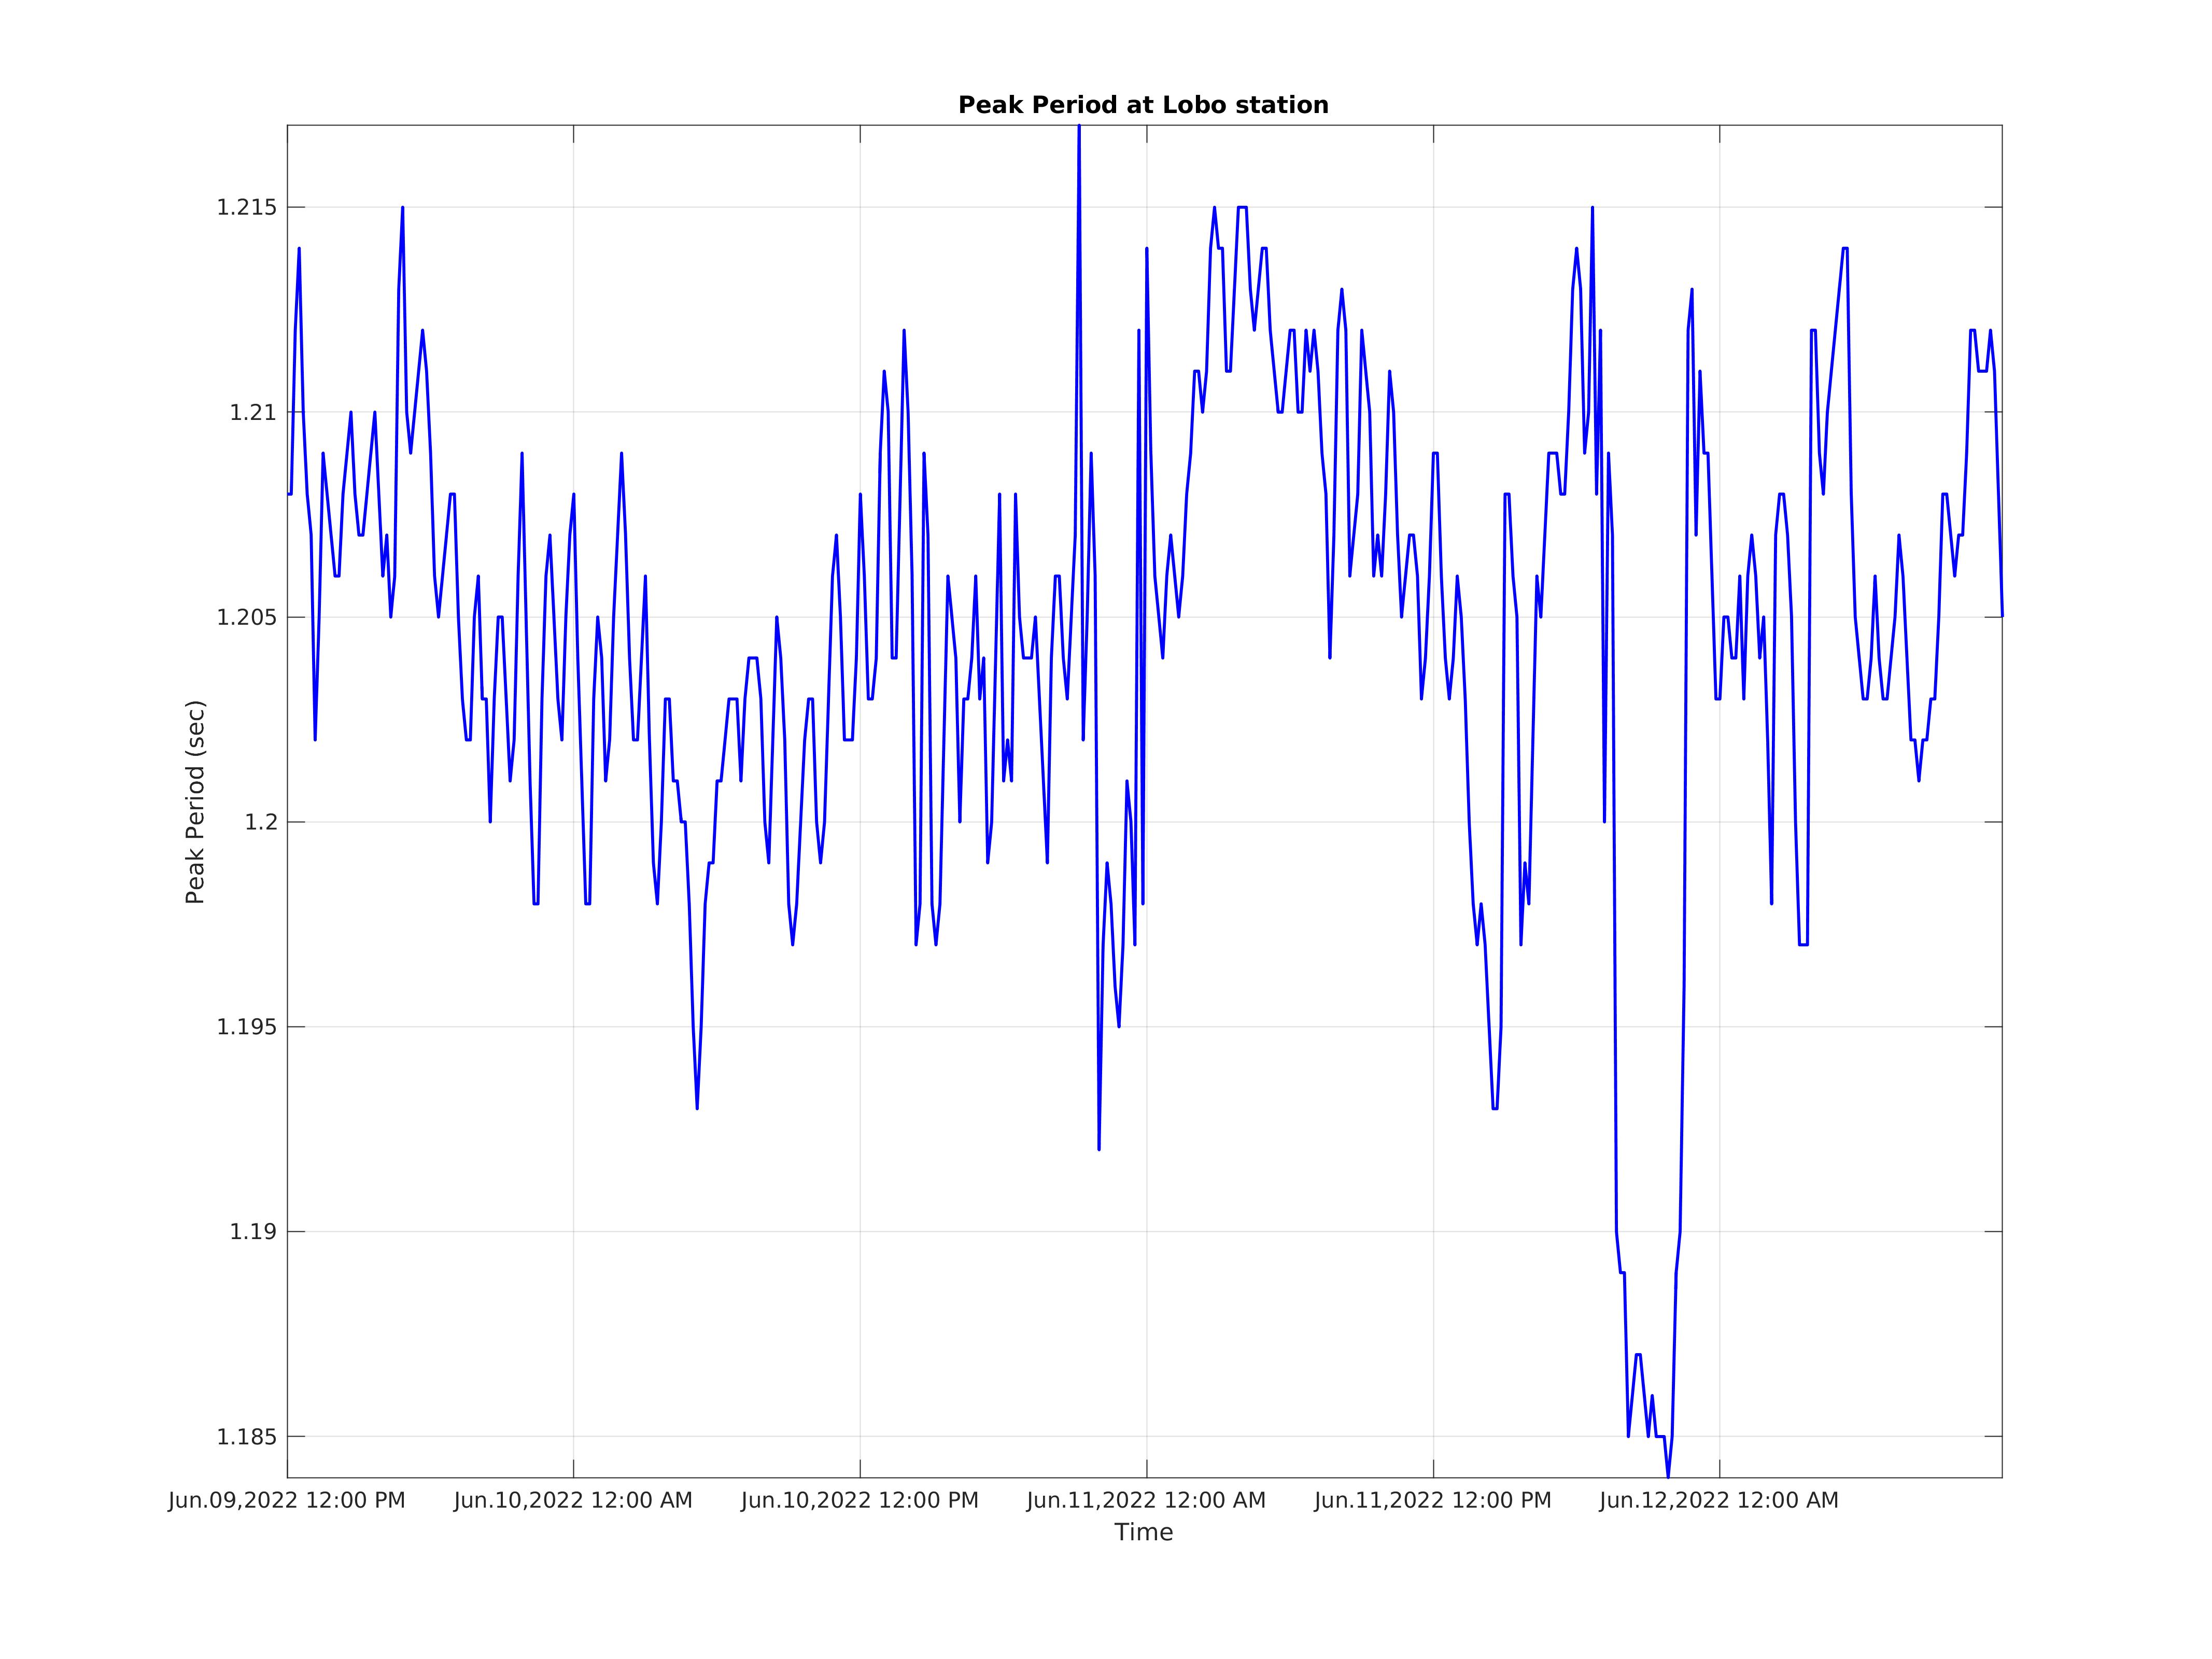 Peak Period at Lobo station
1.215
1.21
1.205
1.2
1.195
1.19
1.185
Peak Period (sec)
Jun.09,2022 12:00 PM
Jun.10,2022 12:00 AM
Jun.10,2022 12:00 PM
Jun.11,2022 12:00 AM
Jun.11,2022 12:00 PM
Jun.12,2022 12:00 AM
Time